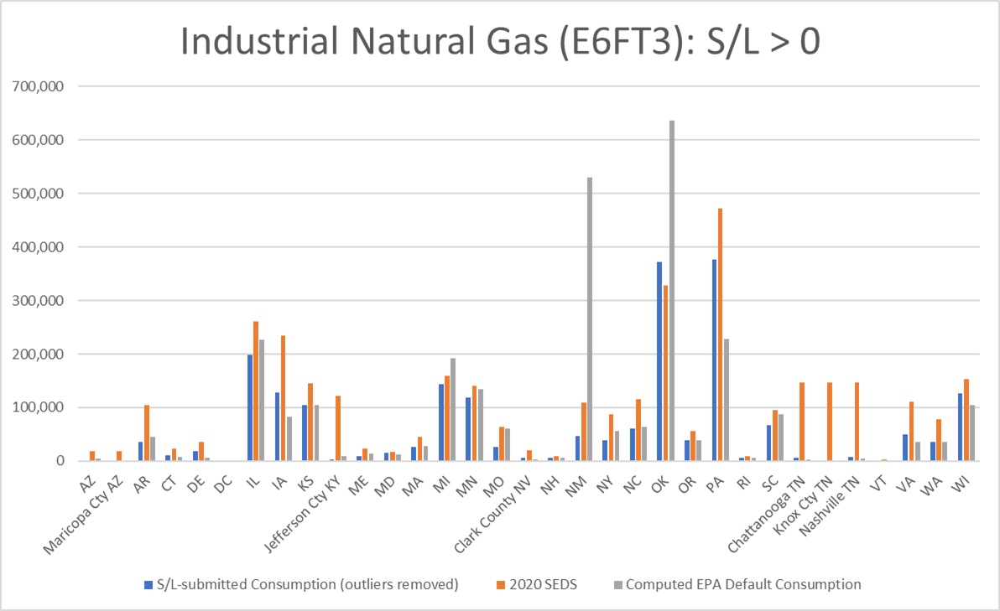 Industrial Natural Gas (E6FT3): S/L > 0
700,000
600,000
500,000
400,000
300,000
200,000
100,000
0
AZ
Maricopa Cty AZ
AR
CT
DE
DC
IL
IA
KS
Jefferson Cty KY
ME
MD
MA
MI
MN
MO
Clark County NV
NH
NM
NY
NC
OK
OR
PA
RI
SC
Chattanooga TN
Knox Cty TN
Nashville TN
VT
VA
WA
WI
S/L-submitted Consumption (outliers removed)
2020 SEDS
Computed EPA Default Consumption